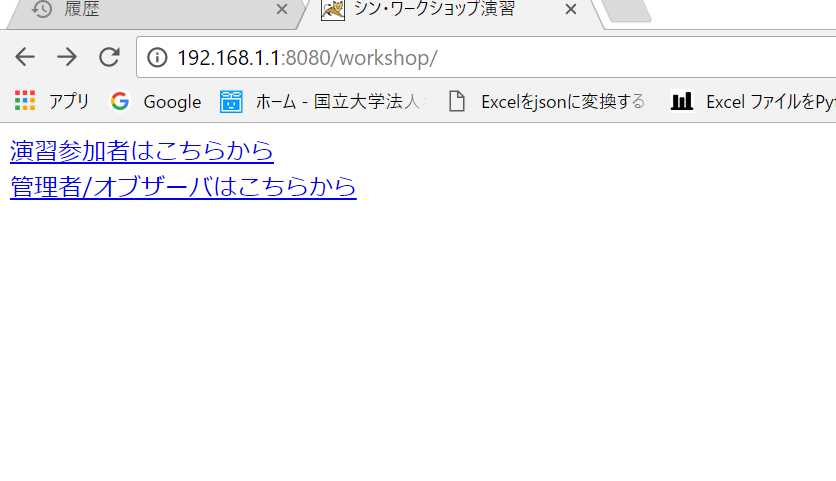 履歴
シン・ワークショップ演習
192.168.1.1:8080/workshop/
アプリ Google ホーム - 国立大学法人 Excelをjsonに変換する Excel ファイルをPy
演習参加者はこちらから
管理者/オブザーバはこちらから